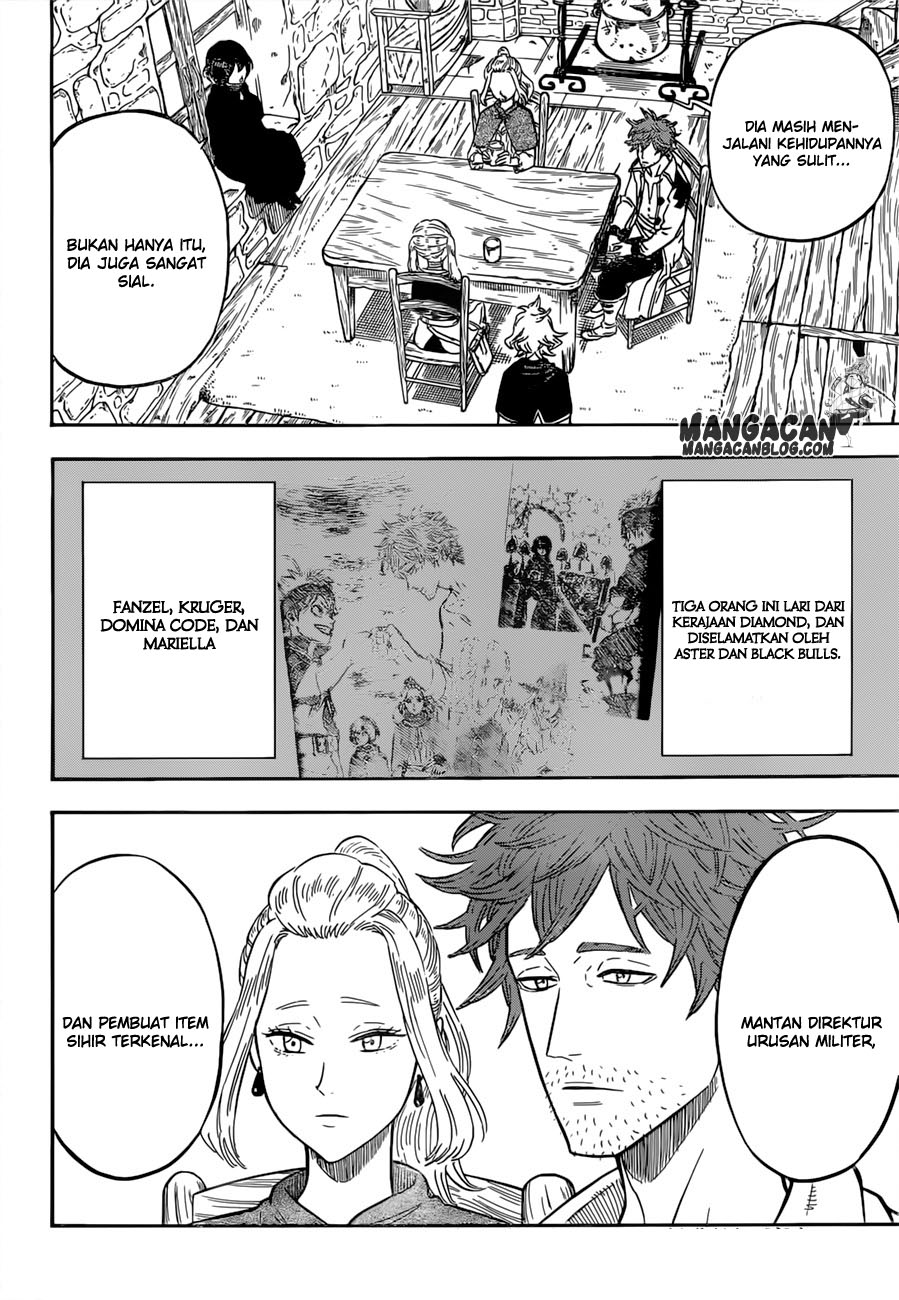 DIA MASIH MEN-
JALANI KEHIDUPANNYA
YANG SULIT...
BUKAN HANYA ITU,
DIA JUGA SANGAT
SIAL.
MANGACAN
MANGACANBLOG.COM
TIGA ORANG INI LARI DARI
KERAJAAN DIAMOND, DAN
DISELAMATKAN OLEH
ASTER DAN BLACK BULLS.
FANZEL, KRUGER,
DOMINA CODE, DAN
MARIELLA
MANTAN DIREKTUR
URUSAN MILITER,
DAN PEMBUAT ITEM
SIHIR TERKENAL...